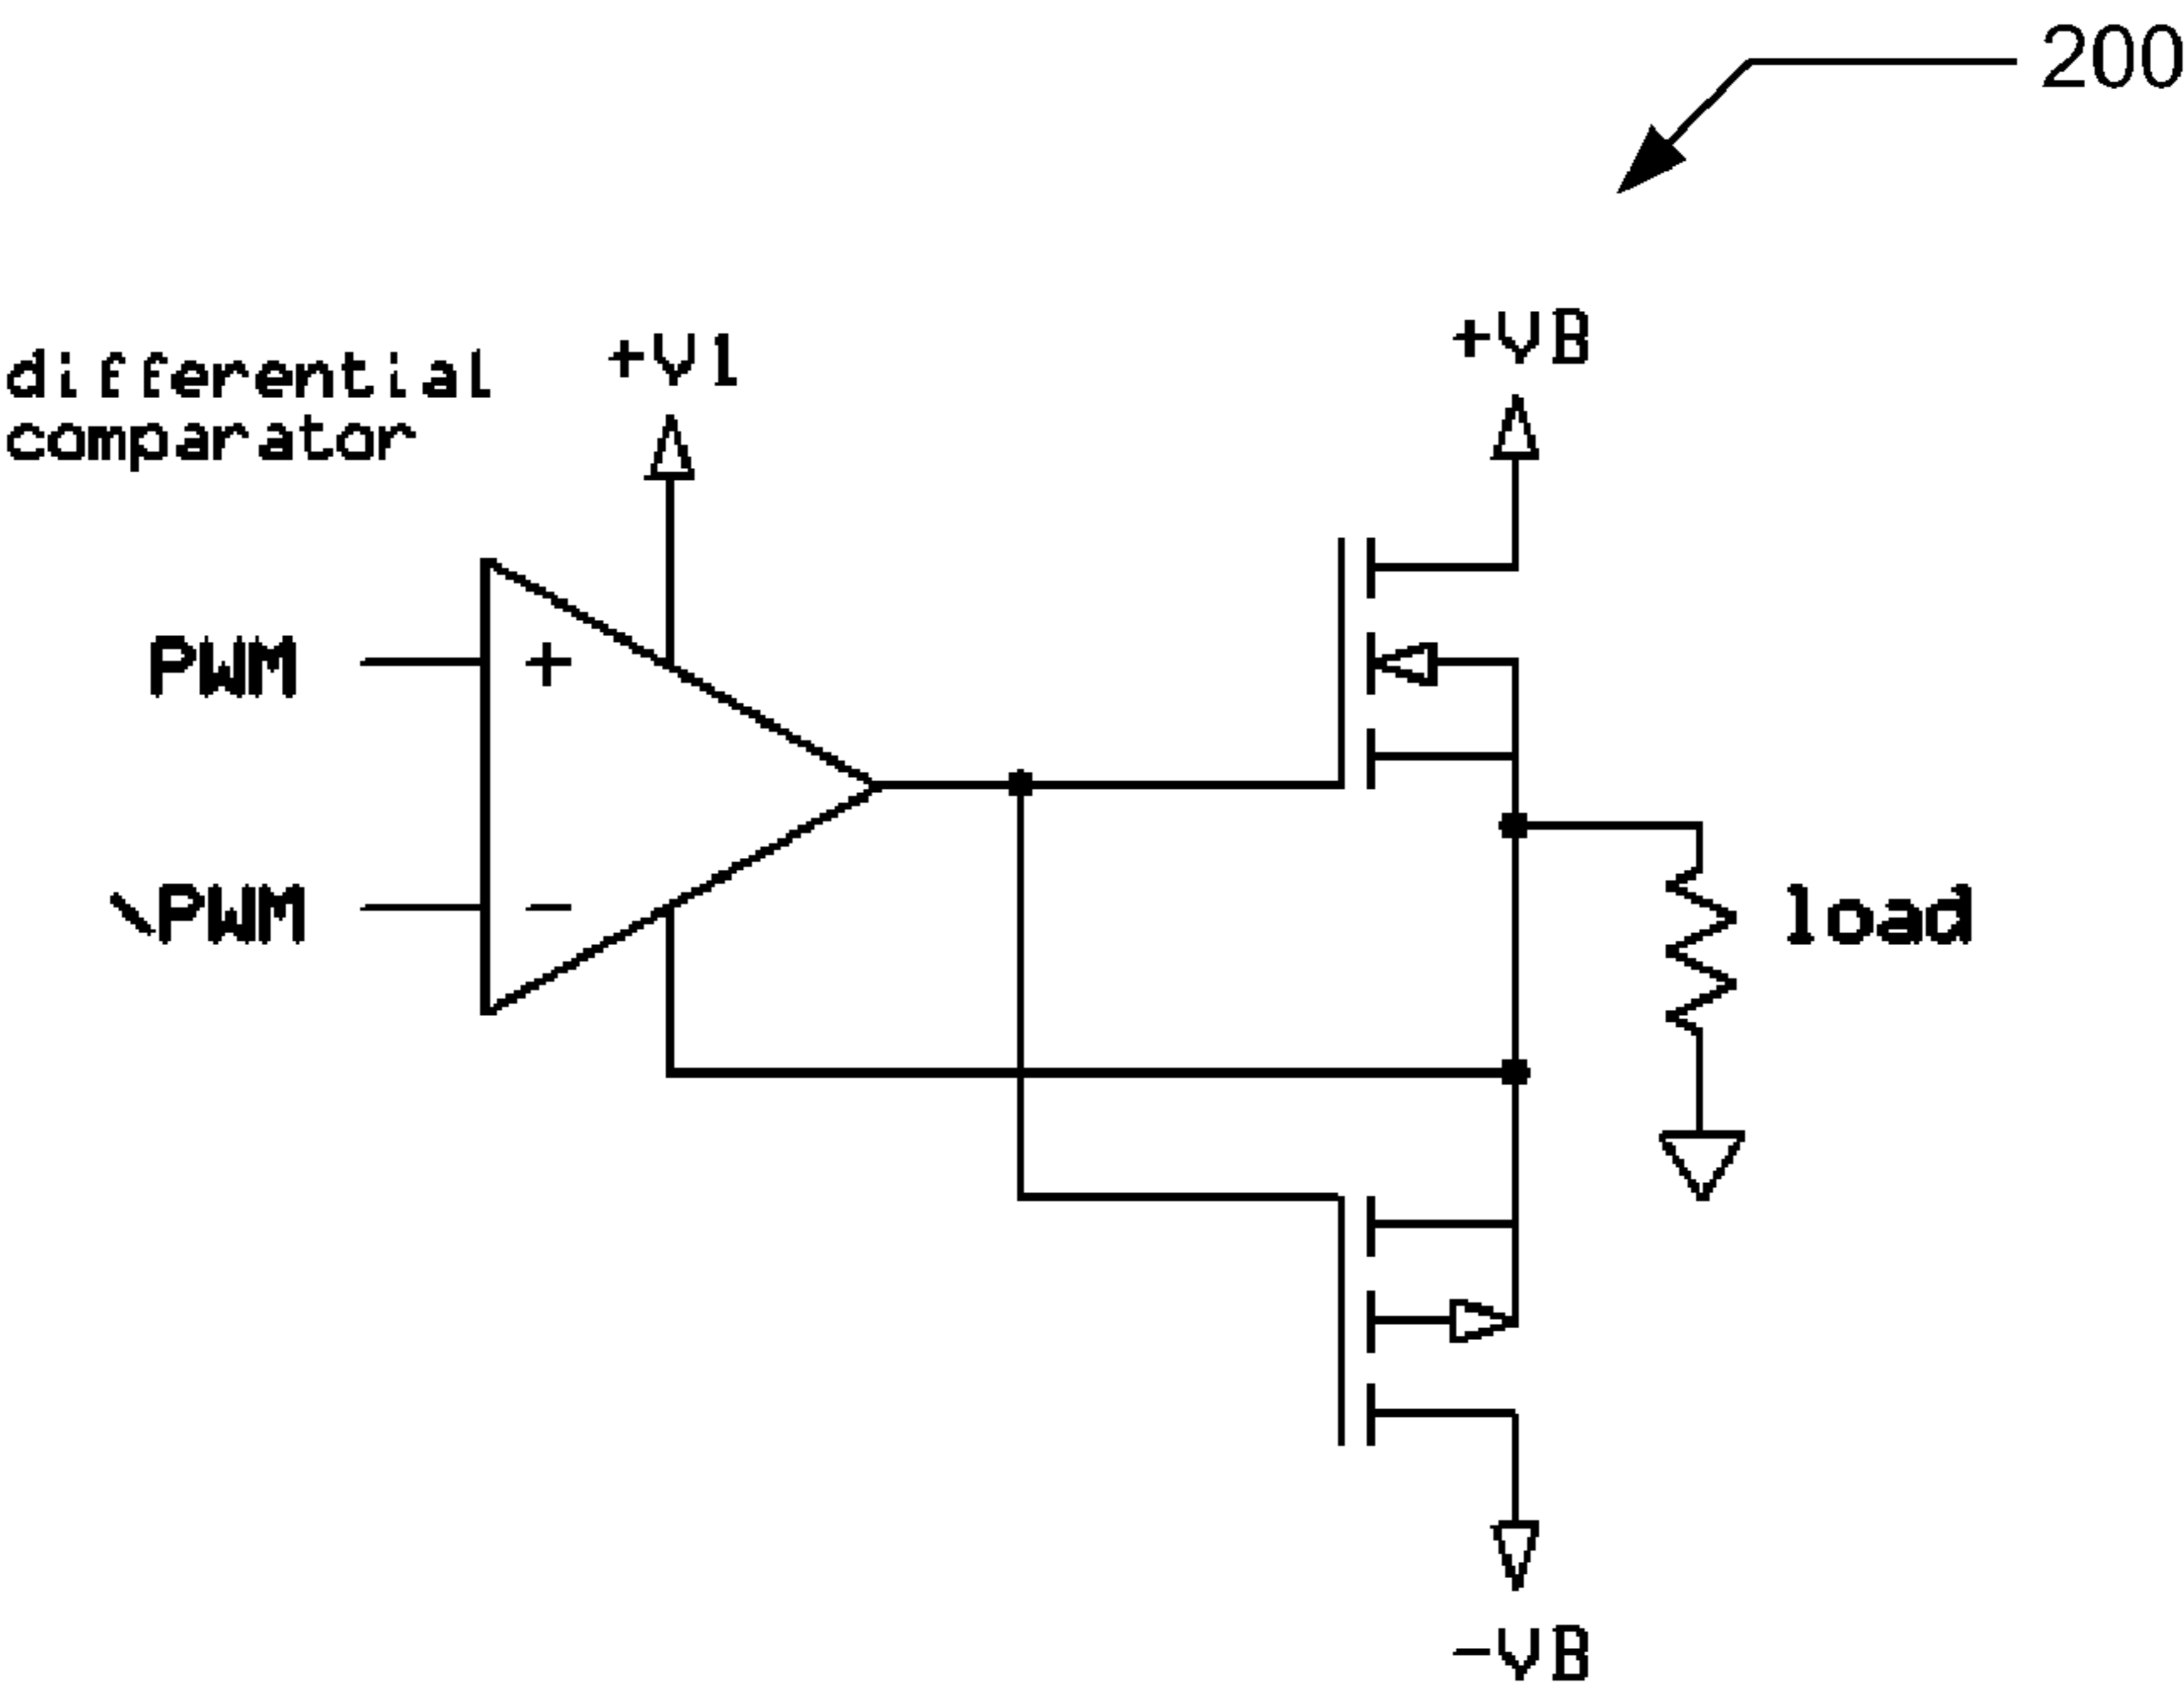 200
differential
comparator
+V1
+VB
PWM
+
\PWM
-
load
-VB